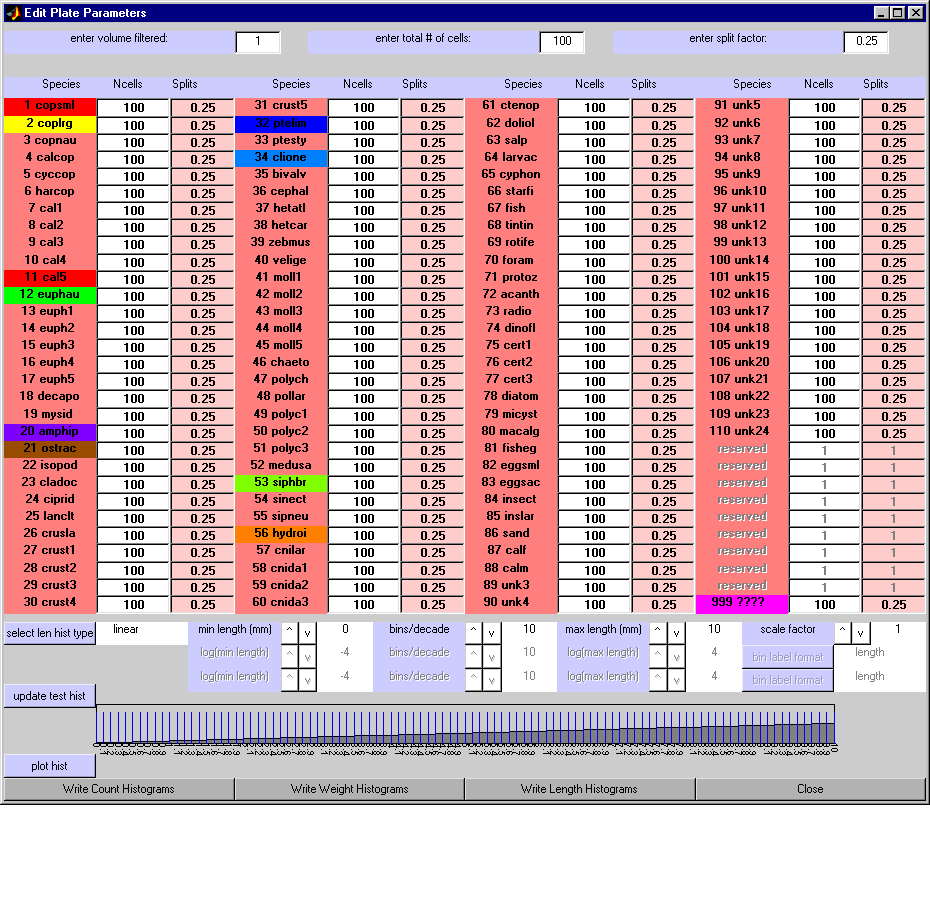 Edit Plate Parameters
enter volume filtered: 1 enter total # of cells: 100 enter split factor: 0.25
Species Ncells Splits Species Ncells Splits Species Ncells Splits Species Ncells Splits
1 copsml 100 0.25 31 crust5 100 0.25 61 ctenop 100 0.25 91 unk5 100 0.25
2 coplrg 100 0.25 32 ptelim 100 0.25 62 doliol 100 0.25 92 unk6 100 0.25
3 copnau 100 0.25 33 ptesty 100 0.25 63 salp 100 0.25 93 unk7 100 0.25
4 calcop 100 0.25 34 clione 100 0.25 64 larvac 100 0.25 94 unk8 100 0.25
5 cyccop 100 0.25 35 bivalv 100 0.25 65 cyphon 100 0.25 95 unk9 100 0.25
6 harcop 100 0.25 36 cephal 100 0.25 66 starfi 100 0.25 96 unk10 100 0.25
7 cal1 100 0.25 37 hetatl 100 0.25 67 fish 100 0.25 97 unk11 100 0.25
8 cal2 100 0.25 38 hetcar 100 0.25 68 tintin 100 0.25 98 unk12 100 0.25
9 cal3 100 0.25 39 zebmus 100 0.25 69 rotife 100 0.25 99 unk13 100 0.25
10 cal4 100 0.25 40 velige 100 0.25 70 foram 100 0.25 100 unk14 100 0.25
11 cal5 100 0.25 41 moll1 100 0.25 71 protoz 100 0.25 101 unk15 100 0.25
12 euphau 100 0.25 42 moll2 100 0.25 72 acanth 100 0.25 102 unk16 100 0.25
13 euph1 100 0.25 43 moll3 100 0.25 73 radio 100 0.25 103 unk17 100 0.25
14 euph2 100 0.25 44 moll4 100 0.25 74 dinofl 100 0.25 104 unk18 100 0.25
15 euph3 100 0.25 45 moll5 100 0.25 75 cert1 100 0.25 105 unk19 100 0.25
16 euph4 100 0.25 46 chaeto 100 0.25 76 cert2 100 0.25 106 unk20 100 0.25
17 euph5 100 0.25 47 polych 100 0.25 77 cert3 100 0.25 107 unk21 100 0.25
18 decapo 100 0.25 48 pollar 100 0.25 78 diatom 100 0.25 108 unk22 100 0.25
19 mysid 100 0.25 49 polyc1 100 0.25 79 micyst 100 0.25 109 unk23 100 0.25
20 amphip 100 0.25 50 polyc2 100 0.25 80 macalg 100 0.25 110 unk24 100 0.25
21 ostrac 100 0.25 51 polyc3 100 0.25 81 fisheg 100 0.25 reserved 1 1
22 isopod 100 0.25 52 medusa 100 0.25 82 eggsml 100 0.25 reserved 1 1
23 cladoc 100 0.25 53 siphbr 100 0.25 83 eggsac 100 0.25 reserved 1 1
24 ciprid 100 0.25 54 sinect 100 0.25 84 insect 100 0.25 reserved 1 1
25 lanclt 100 0.25 55 sipneu 100 0.25 85 inslar 100 0.25 reserved 1 1
26 crusla 100 0.25 56 hydroi 100 0.25 86 sand 100 0.25 reserved 1 1
27 crust1 100 0.25 57 cnilar 100 0.25 87 calf 100 0.25 reserved 1 1
28 crust2 100 0.25 58 cnida1 100 0.25 88 calm 100 0.25 reserved 1 1
29 crust3 100 0.25 59 cnida2 100 0.25 89 unk3 100 0.25 reserved 1 1
30 crust4 100 0.25 60 cnida3 100 0.25 90 unk4 100 0.25 999 ???? 100 0.25
select len hist type linear min length (mm) ^ v 0 bins/decade ^ v 10 max length (mm) ^ v 10 scale factor ^ v 1
log(min length) ^ v -4 bins/decade ^ v 10 log(max length) ^ v 4 bin label format length
log(min length) ^ v -4 bins/decade ^ v 10 log(max length) ^ v 4 bin label format length
update test hist
plot hist
Write Count Histograms Write Weight Histograms Write Length Histograms Close